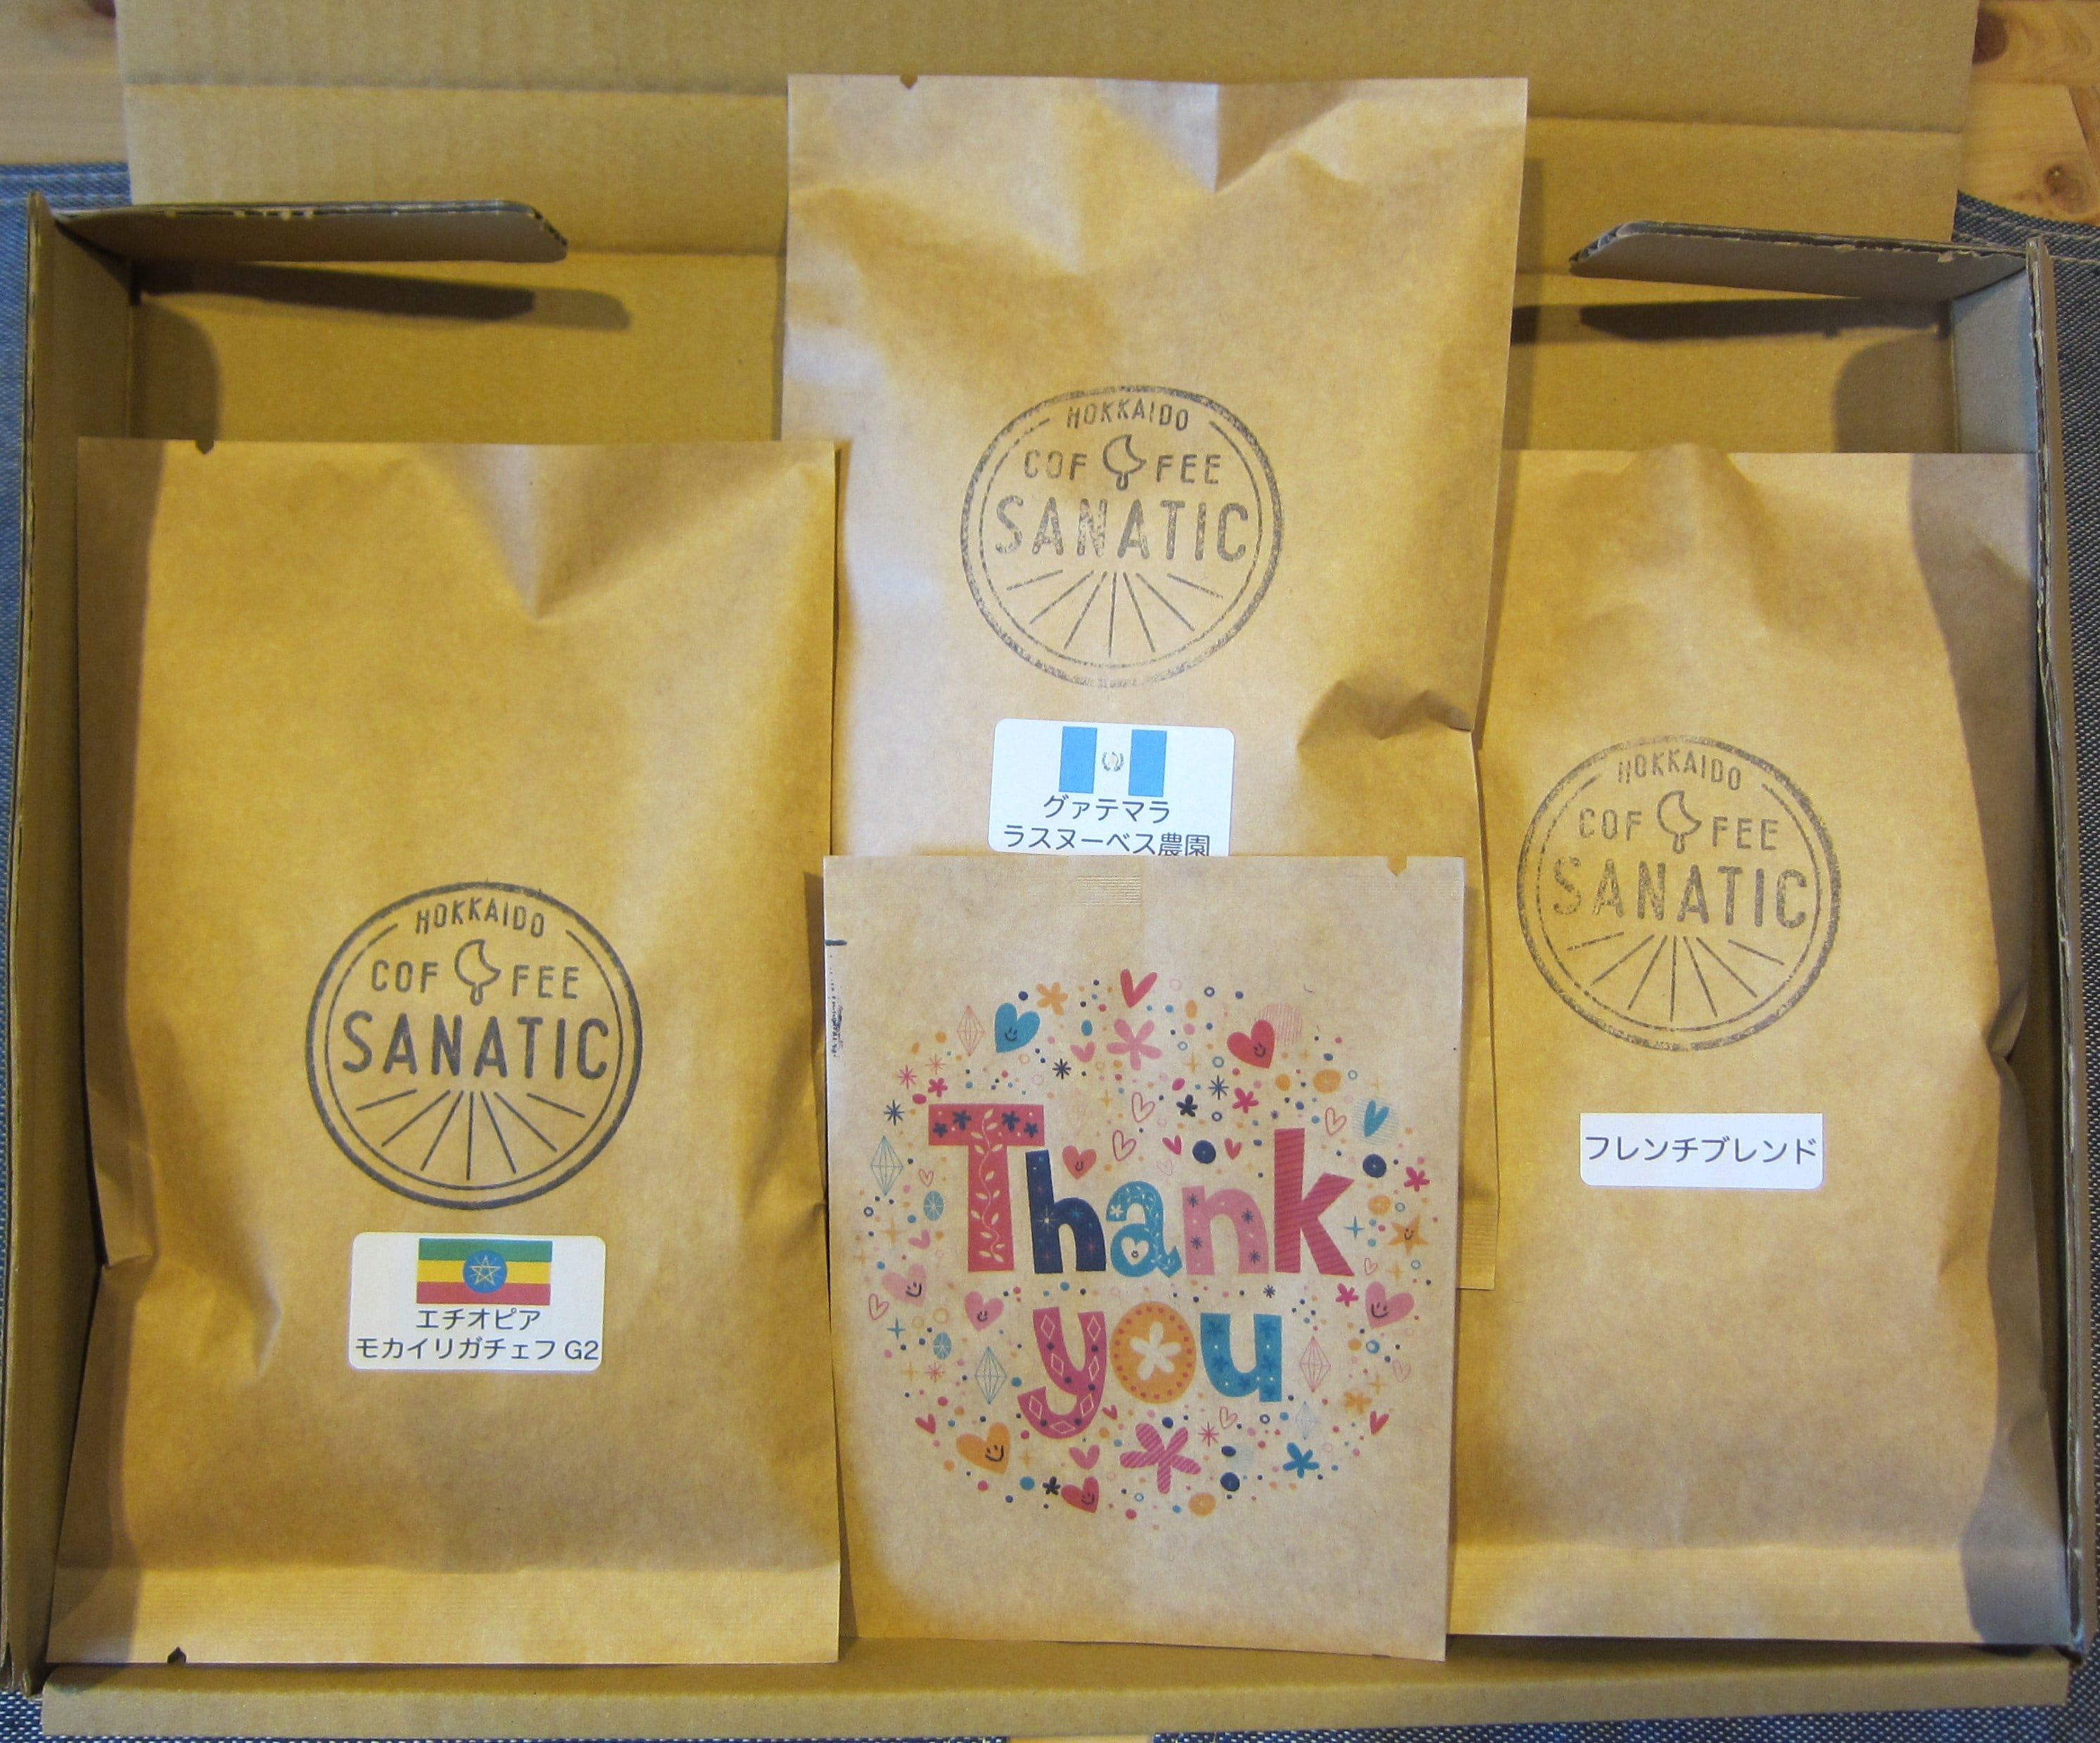 HOKKAIDO
COFFEE
SANATIC
グァテマラ
ラスヌーベス農園
HOKKAIDO
COFFEE
SANATIC
エチオピア
モカイリガチェフ G2
Thank
you
HOKKAIDO
COFFEE
SANATIC
フレンチブレンド